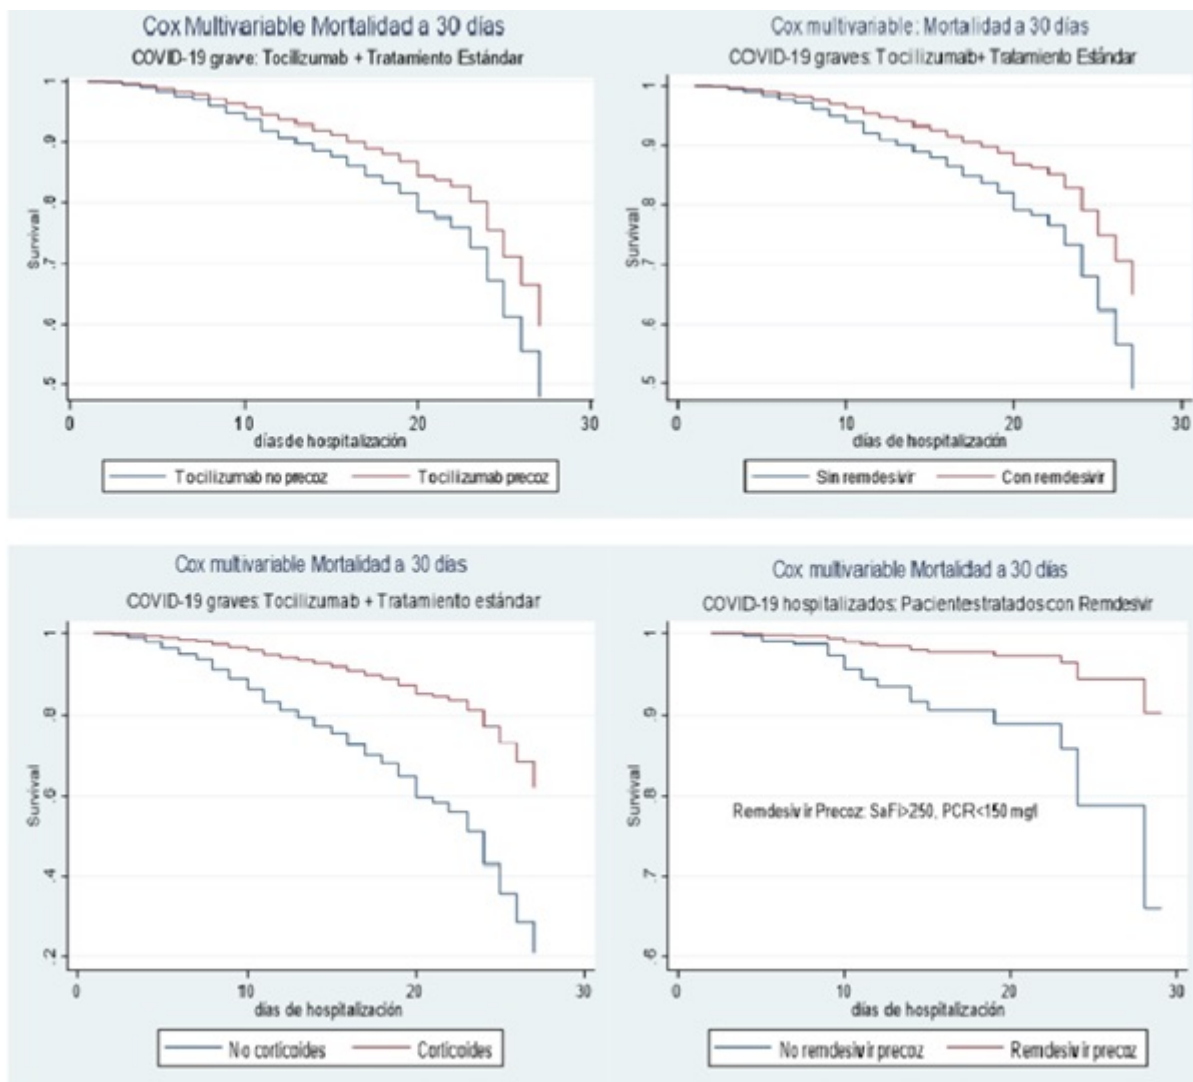 Cox Multivariable Mortalidad a 30 días
COVID-19 grave: Tocilizumab + Tratamiento Estándar
1
.9
.8
.7
.6
.5
Survival
0
10
20
30
días de hospitalización
Tocilizumab no precoz
Tocilizumab precoz
Cox multivariable: Mortalidad a 30 días
COVID-19 graves: Tocilizumab+ Tratamiento Estándar
1
.9
.8
.7
.6
.5
Survival
0
10
20
30
días de hospitalización
Sin remdesivir
Con remdesivir
Cox multivariable Mortalidad a 30 días
COVID-19 graves: Tocilizumab + Tratamiento estándar
1
.8
.6
.4
.2
Survival
0
10
20
30
días de hospitalización
No corticoides
Corticoides
Cox multivariable Mortalidad a 30 días
COVID-19 hospitalizados: Pacientes tratados con Remdesivir
1
.9
.8
.7
.6
Survival
Remdesivir Precoz: SaFi>250, PCR<150 mgl
0
10
20
30
días de hospitalización
No remdesivir precoz
Remdesivir precoz